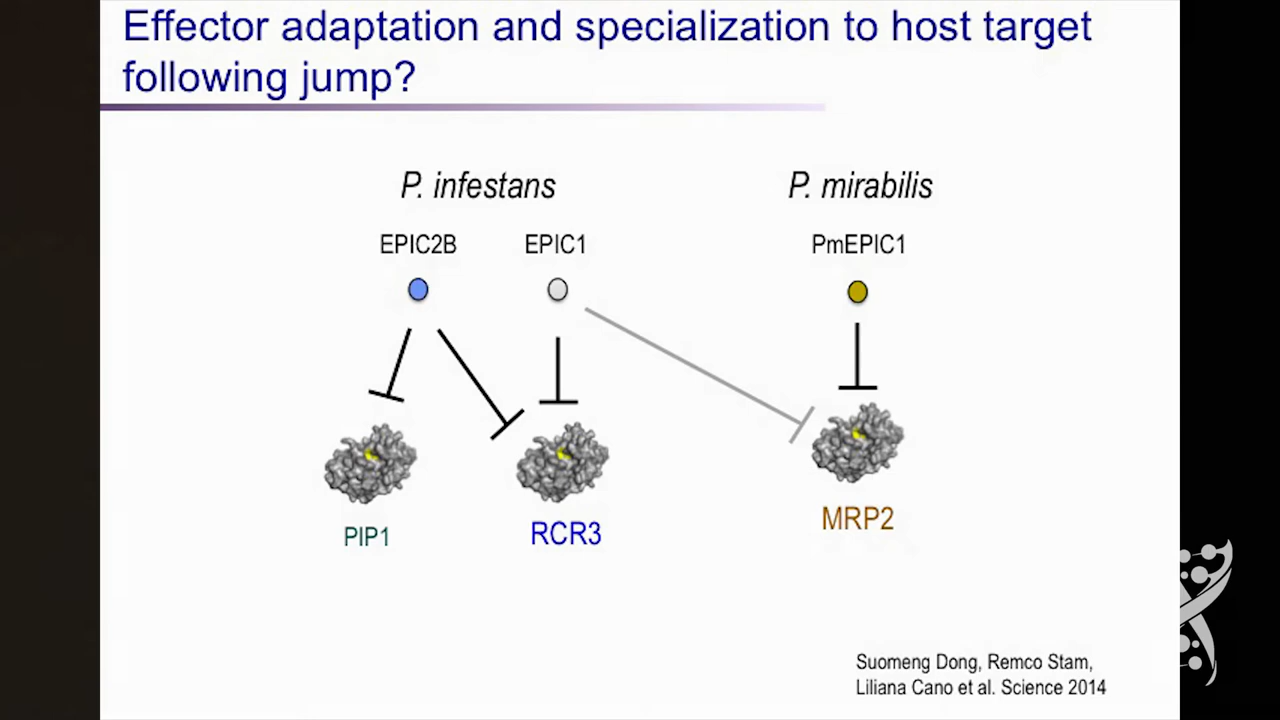 Effector adaptation and specialization to host target
following jump?
P. infestans
P. mirabilis
EPIC2B
EPIC1
PmEPIC1
PIP1
RCR3
MRP2
Suomeng Dong, Remco Stam,
Liliana Cano et al. Science 2014